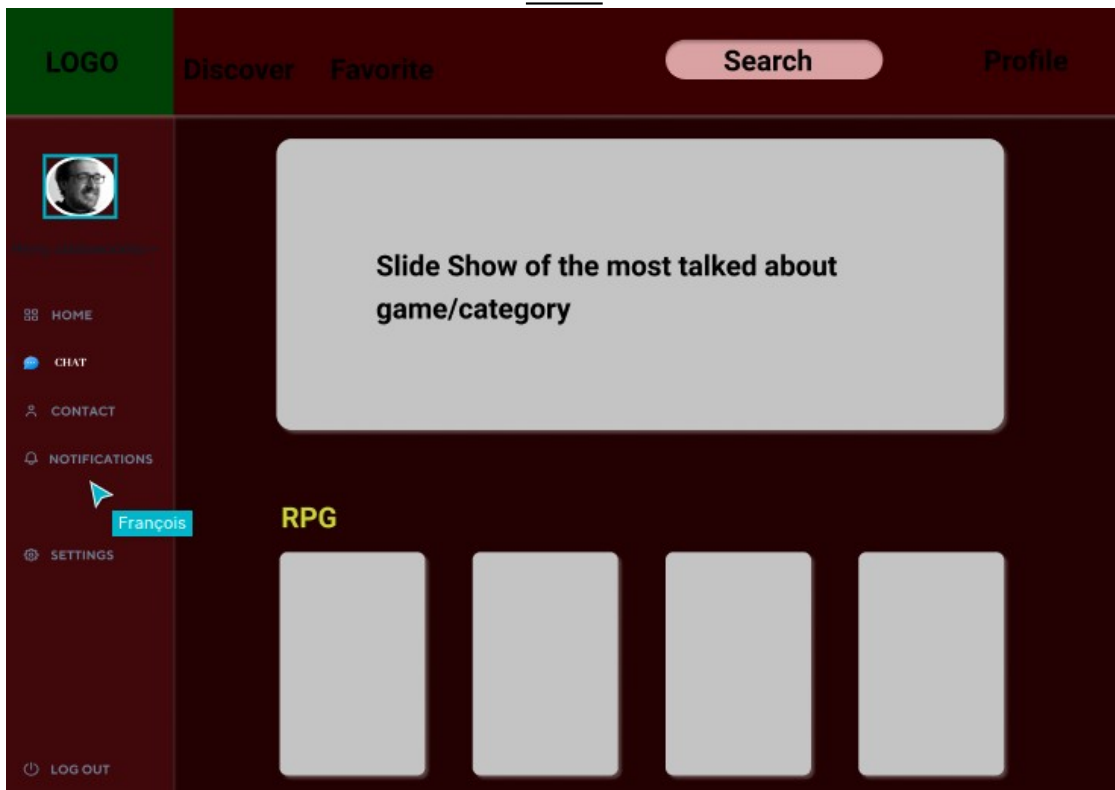 LOGO
Discover Favorite
Search
Profile
Slide Show of the most talked about
game/category
HOME
CHAT
CONTACT
NOTIFICATIONS
François
SETTINGS
LOG OUT
RPG